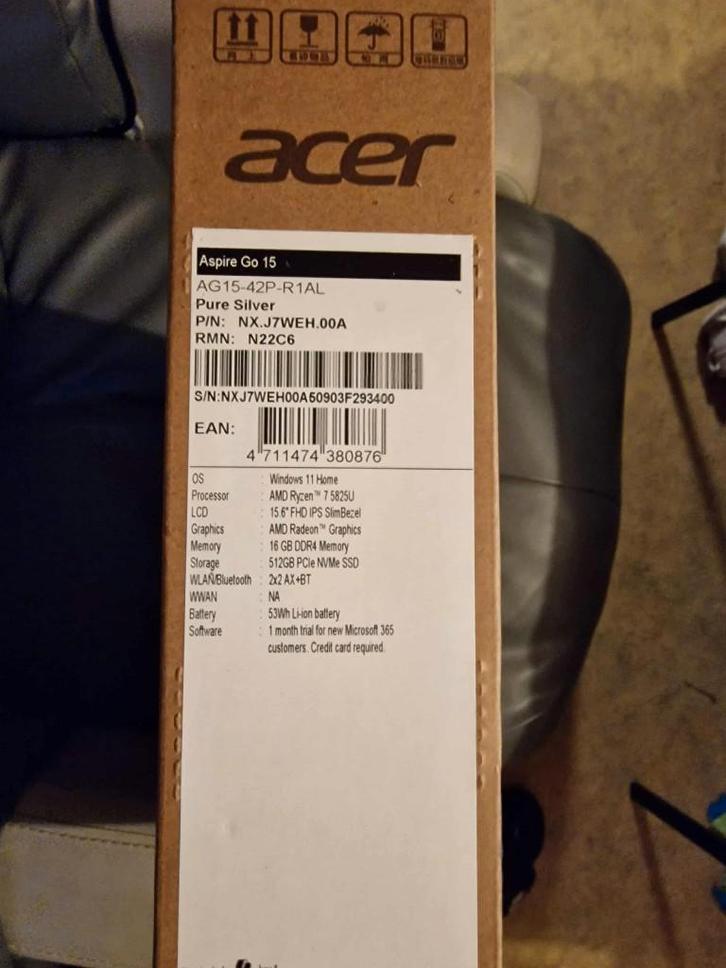 向上
acer
Aspire Go 15
AG15-42P-R1AL
Pure Silver
P/N: NX.J7WEH.00A
RMN: N22C6
S/N:NXJ7WEH00A50903F293400
EAN:
4 711474 380876
OS : Windows 11 Home
Processor : AMD Ryzen™ 7 5825U
LCD : 15.6" FHD IPS SlimBezel
Graphics : AMD Radeon™ Graphics
Memory : 16 GB DDR4 Memory
Storage : 512GB PCIe NVMe SSD
WLAN/Bluetooth : 2x2 AX+BT
WWAN : NA
Battery : 53Wh Li-ion battery
Software : 1 month trial for new Microsoft 365
customers. Credit card required.